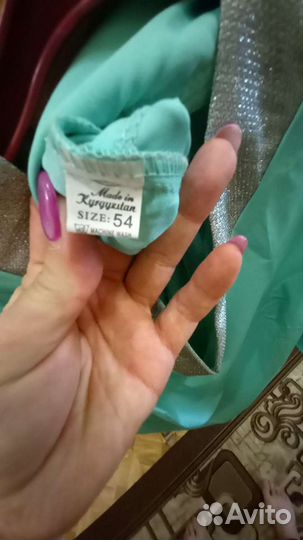 Made in
Kyrgyzstan
SIZE: 54
MACHINE WASH
Avito